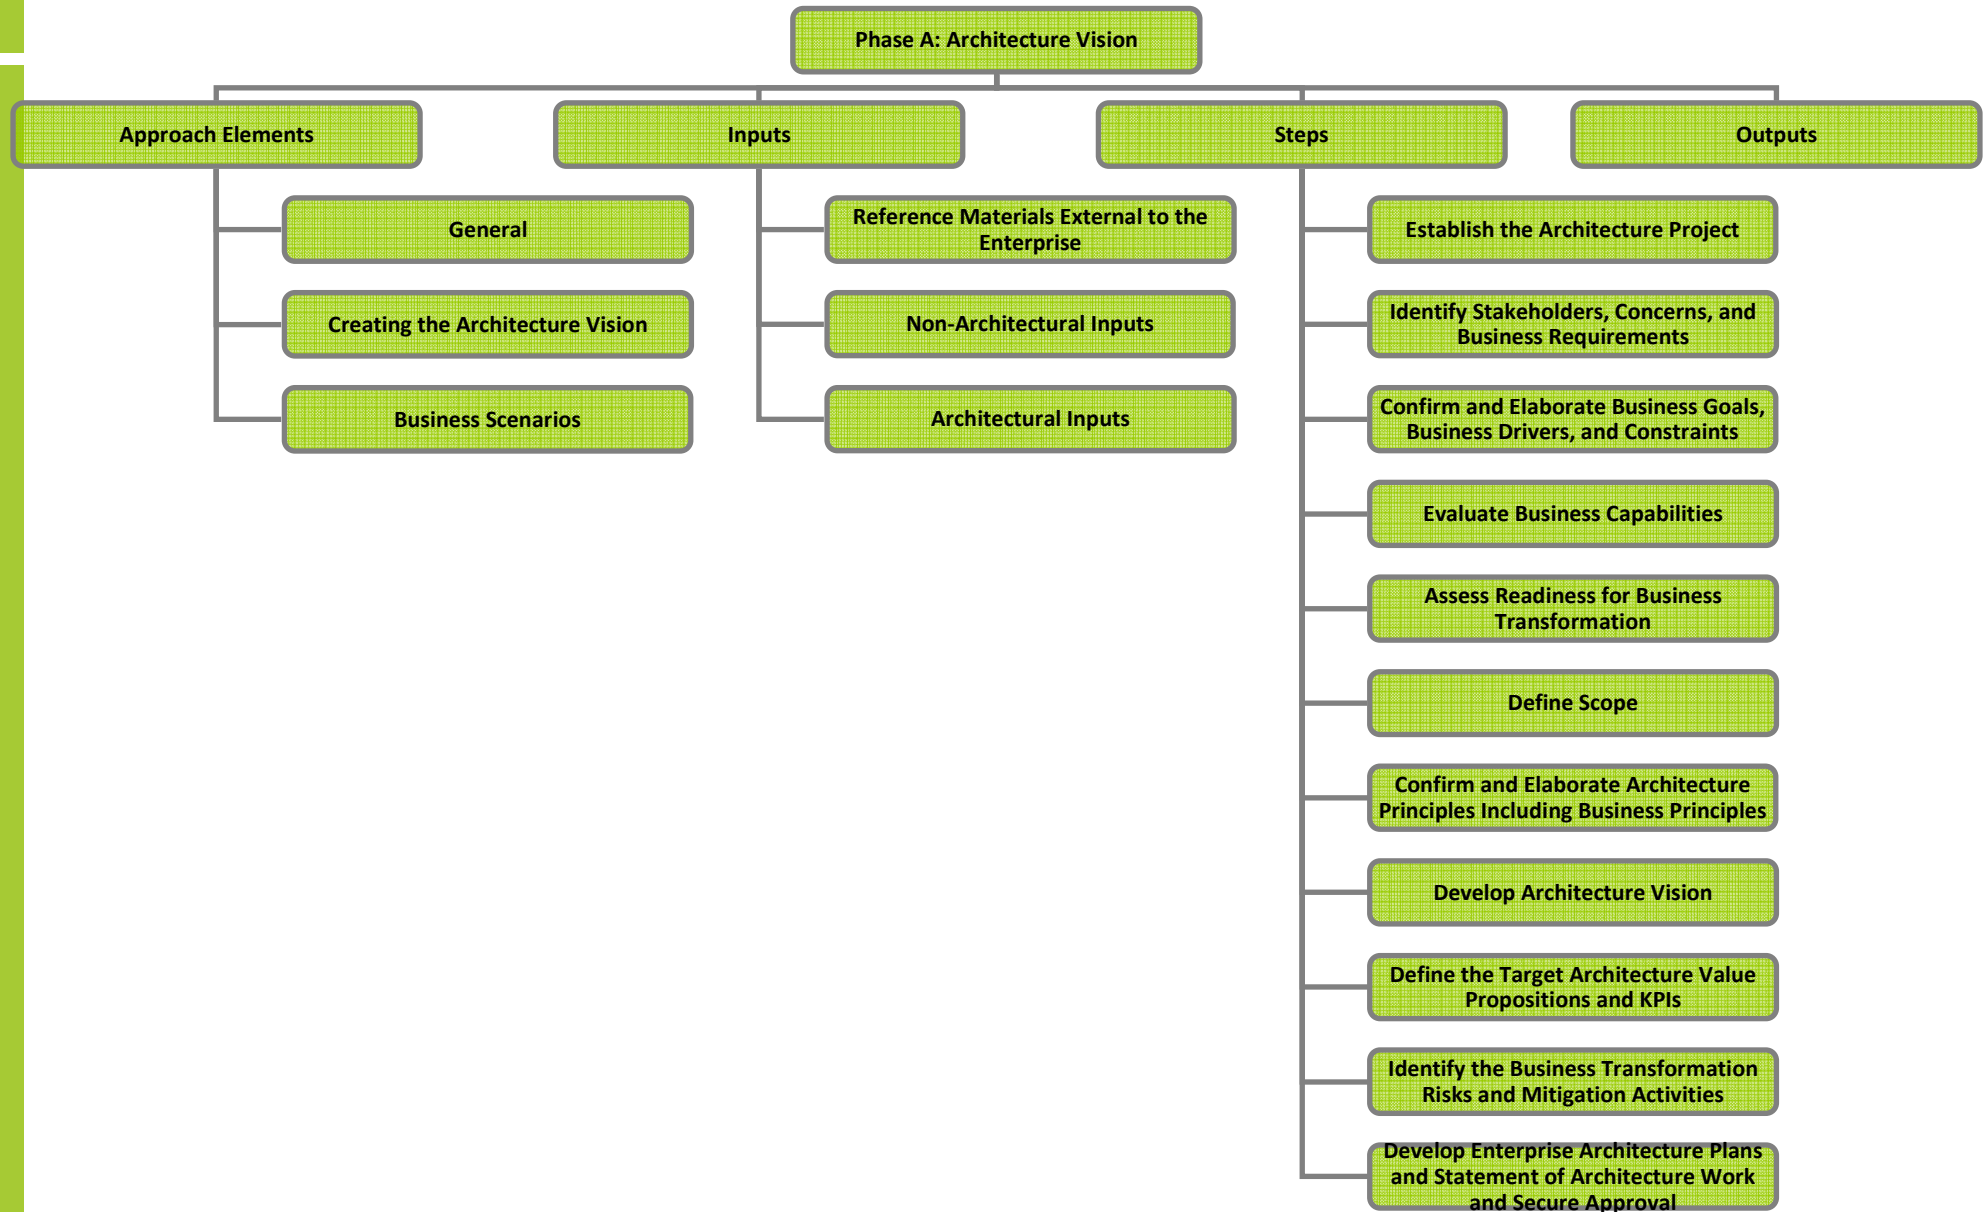 Phase A: Architecture Vision
Approach Elements
General
Creating the Architecture Vision
Business Scenarios
Inputs
Reference Materials External to the
Enterprise
Non-Architectural Inputs
Architectural Inputs
Steps
Establish the Architecture Project
Identify Stakeholders, Concerns, and
Business Requirements
Confirm and Elaborate Business Goals,
Business Drivers, and Constraints
Evaluate Business Capabilities
Assess Readiness for Business
Transformation
Define Scope
Confirm and Elaborate Architecture
Principles Including Business Principles
Develop Architecture Vision
Define the Target Architecture Value
Propositions and KPIs
Identify the Business Transformation
Risks and Mitigation Activities
Develop Enterprise Architecture Plans
and Statement of Architecture Work
and Secure Approval
Outputs